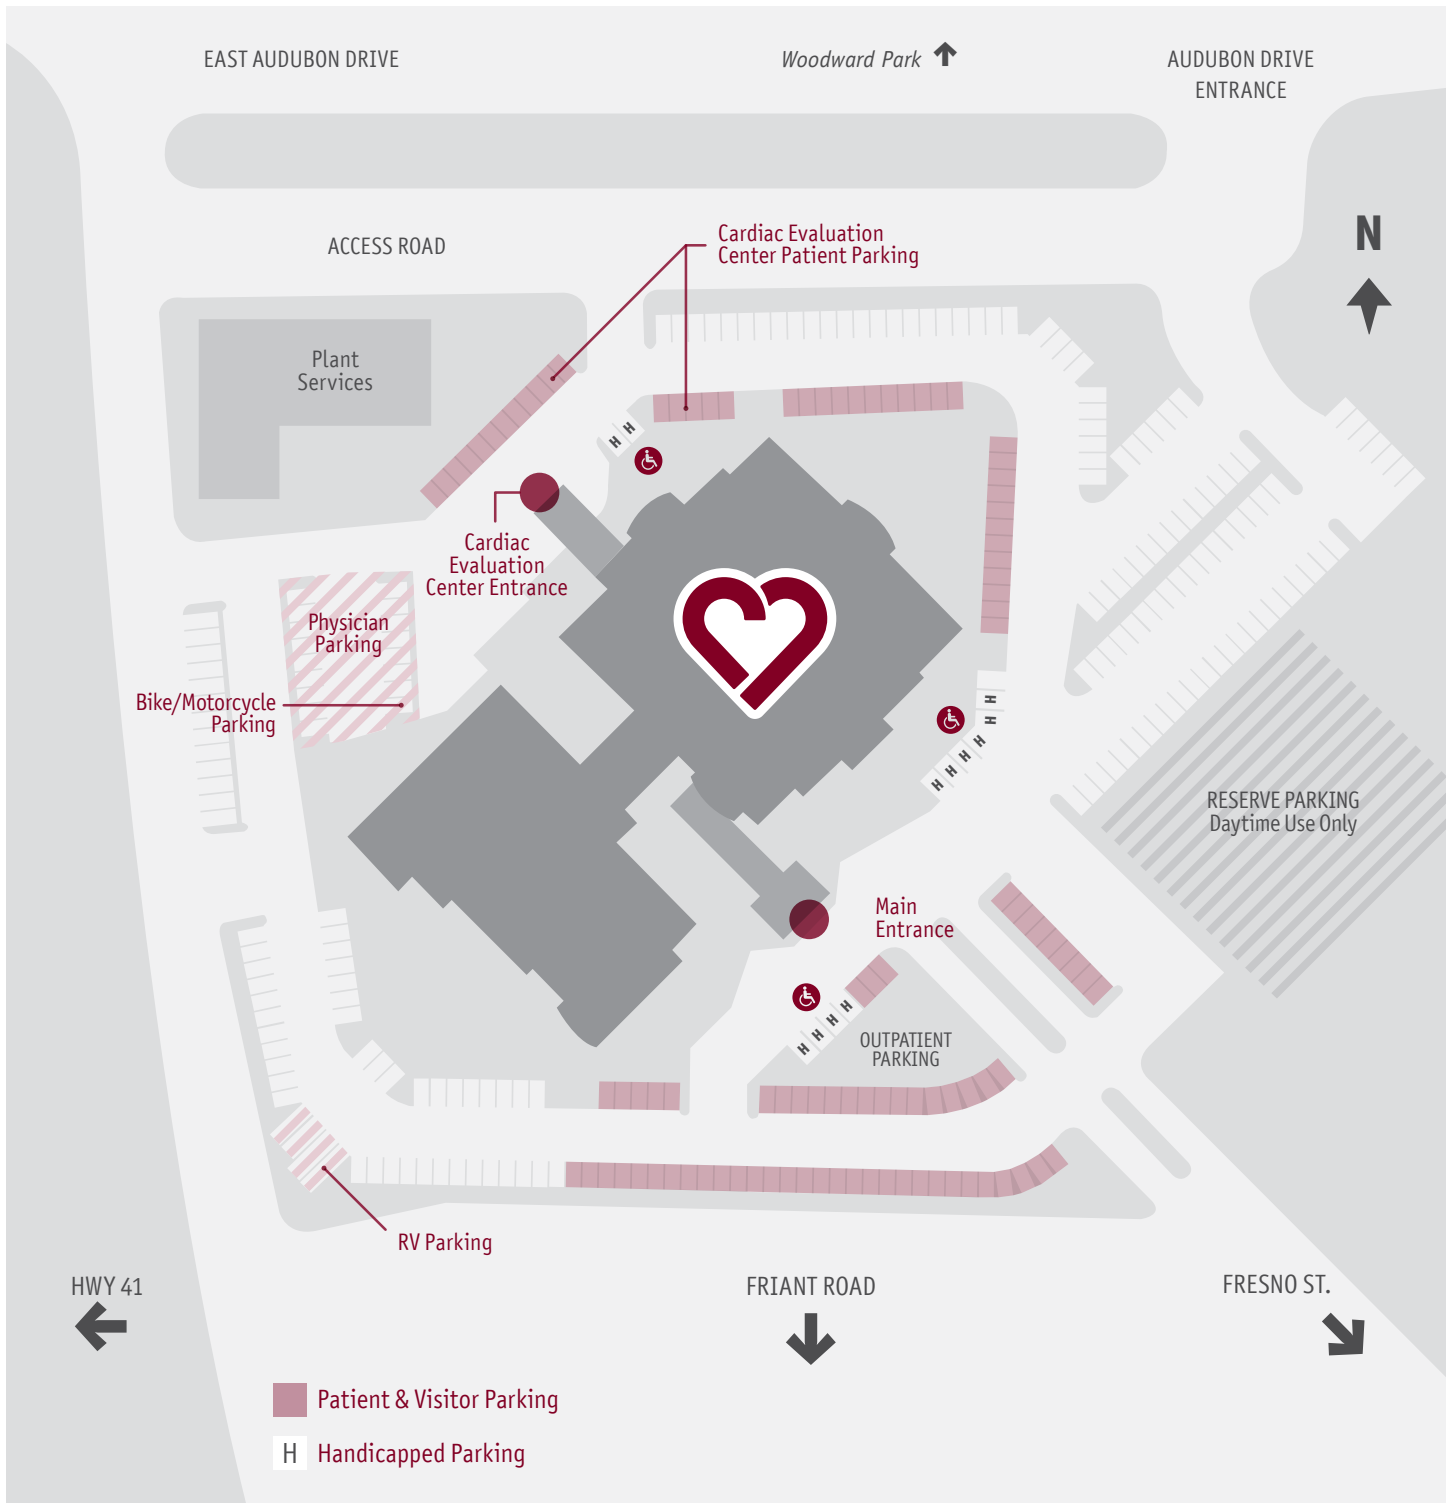 EAST AUDUBON DRIVE
Woodward Park
AUDUBON DRIVE
ENTRANCE
ACCESS ROAD
Cardiac Evaluation
Center Patient Parking
N
Plant
Services
H H
Cardiac
Evaluation
Center Entrance
Physician
Parking
Bike/Motorcycle
Parking
H
H
H
H
H
H
RESERVE PARKING
Daytime Use Only
Main
Entrance
H
H
H
H
OUTPATIENT
PARKING
RV Parking
HWY 41
FRIANT ROAD
FRESNO ST.
Patient & Visitor Parking
H Handicapped Parking